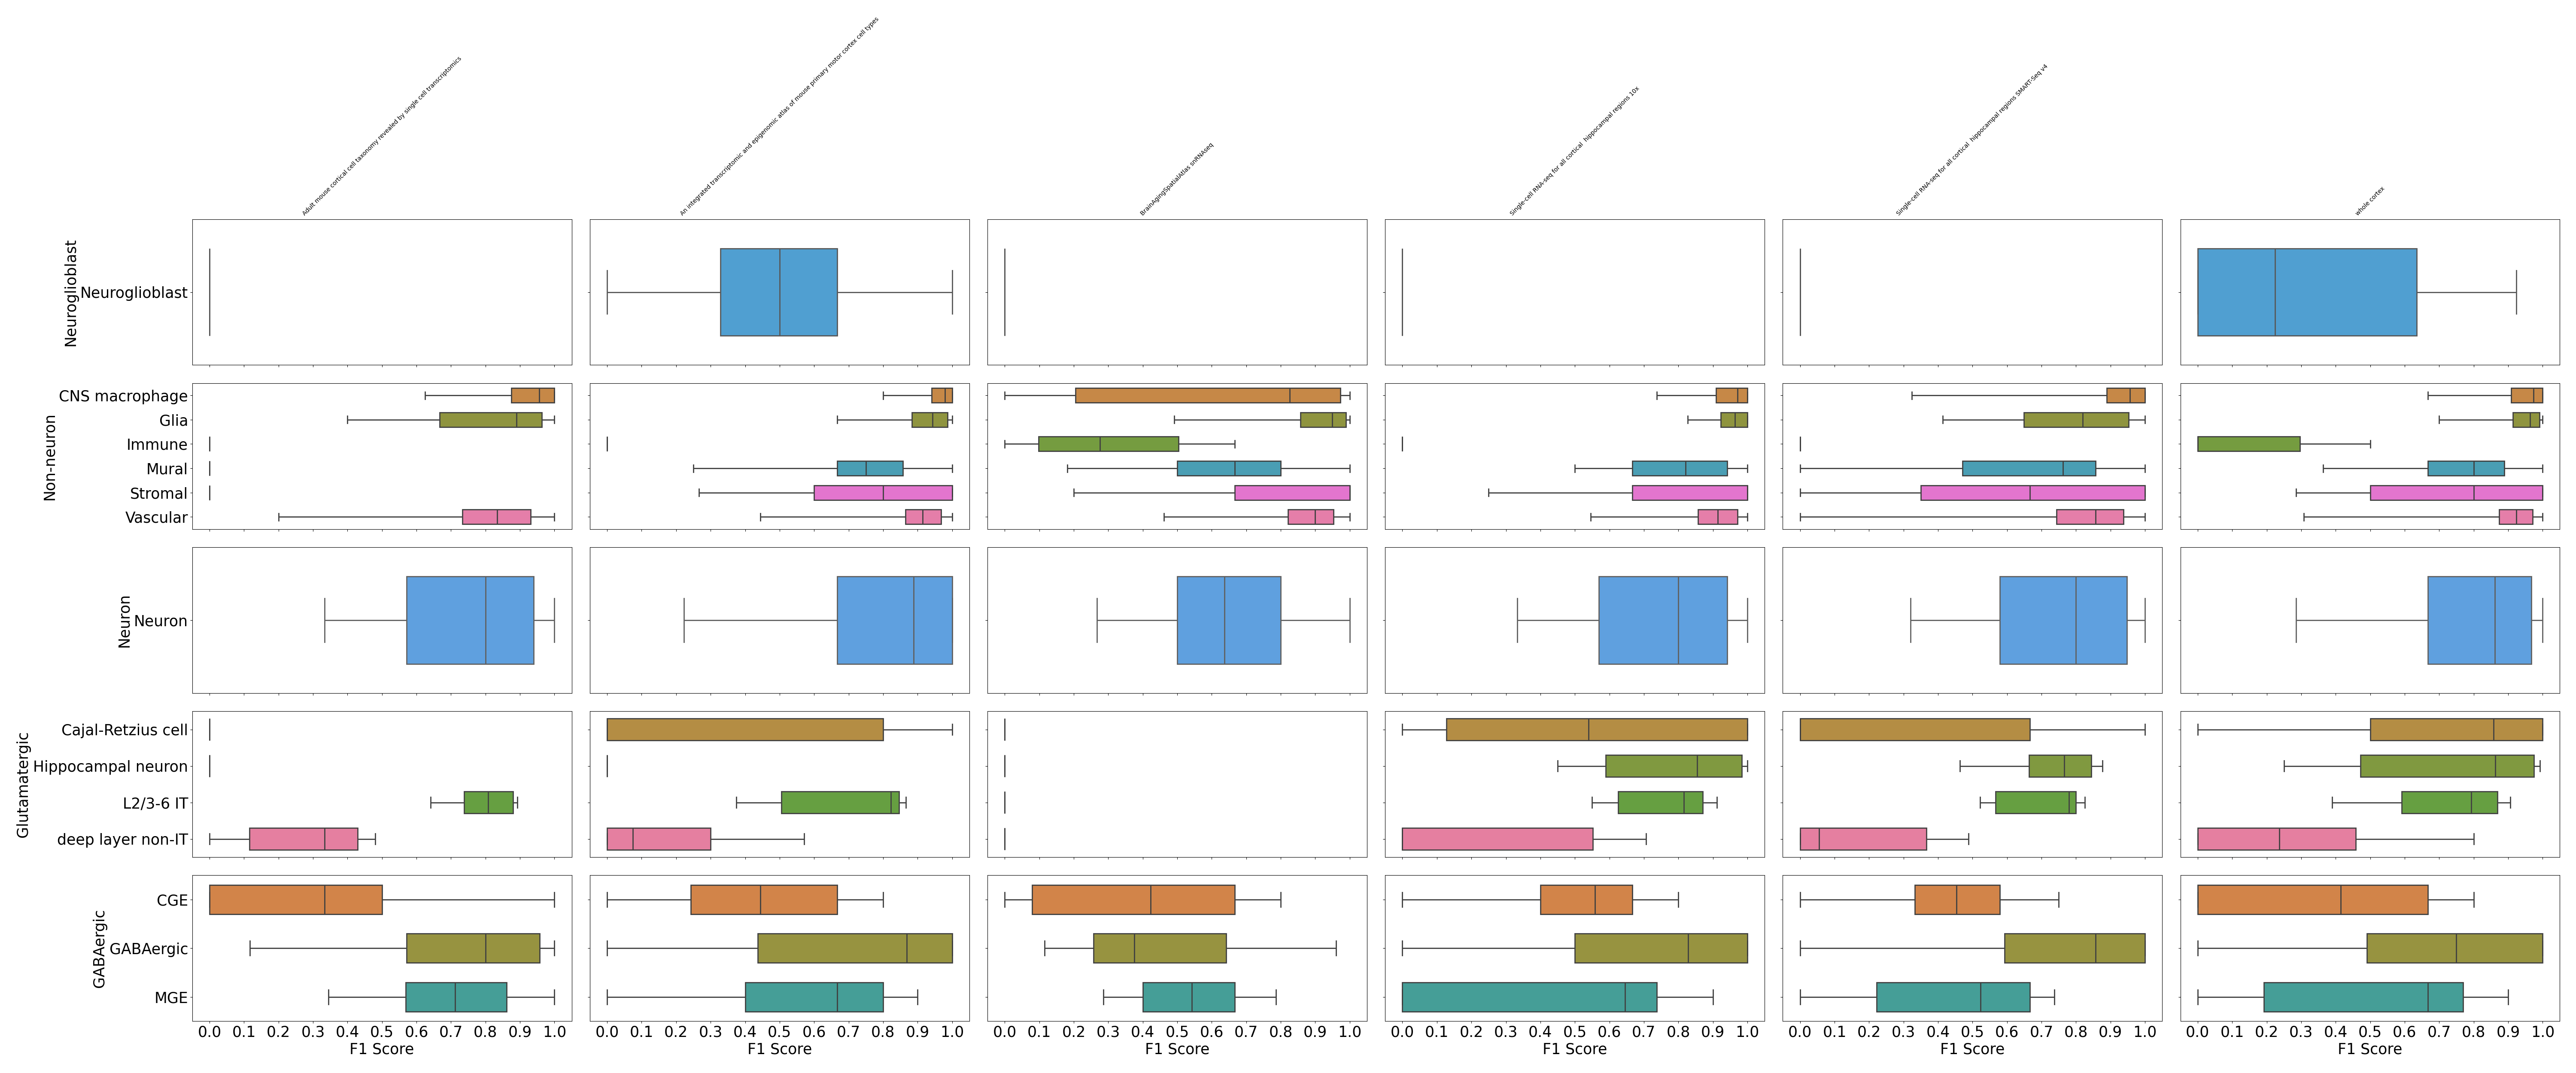 Adult mouse cortical cell taxonomy revealed by single cell transcriptomics
An integrated transcriptomic and epigenomic atlas of mouse primary motor cortex cell types
BrainAgingSpatialAtlas snRNAseq
Single-cell RNA-seq for all cortical  hippocampal regions 10x
Single-cell RNA-seq for all cortical  hippocampal regions SMART-Seq v4
whole cortex
Neuroglioblast
Neuroglioblast
Non-neuron
CNS macrophage
Glia
Immune
Mural
Stromal
Vascular
Neuron
Neuron
Glutamatergic
Cajal-Retzius cell
Hippocampal neuron
L2/3-6 IT
deep layer non-IT
GABAergic
CGE
GABAergic
MGE
0.0 0.1 0.2 0.3 0.4 0.5 0.6 0.7 0.8 0.9 1.0
0.0 0.1 0.2 0.3 0.4 0.5 0.6 0.7 0.8 0.9 1.0
0.0 0.1 0.2 0.3 0.4 0.5 0.6 0.7 0.8 0.9 1.0
0.0 0.1 0.2 0.3 0.4 0.5 0.6 0.7 0.8 0.9 1.0
0.0 0.1 0.2 0.3 0.4 0.5 0.6 0.7 0.8 0.9 1.0
0.0 0.1 0.2 0.3 0.4 0.5 0.6 0.7 0.8 0.9 1.0
F1 Score
F1 Score
F1 Score
F1 Score
F1 Score
F1 Score